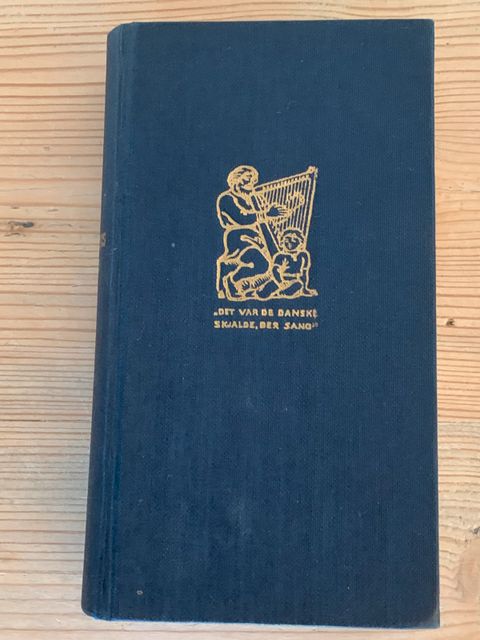 „DET VAR DE DANSKE
SKJALDE, DER SANG"